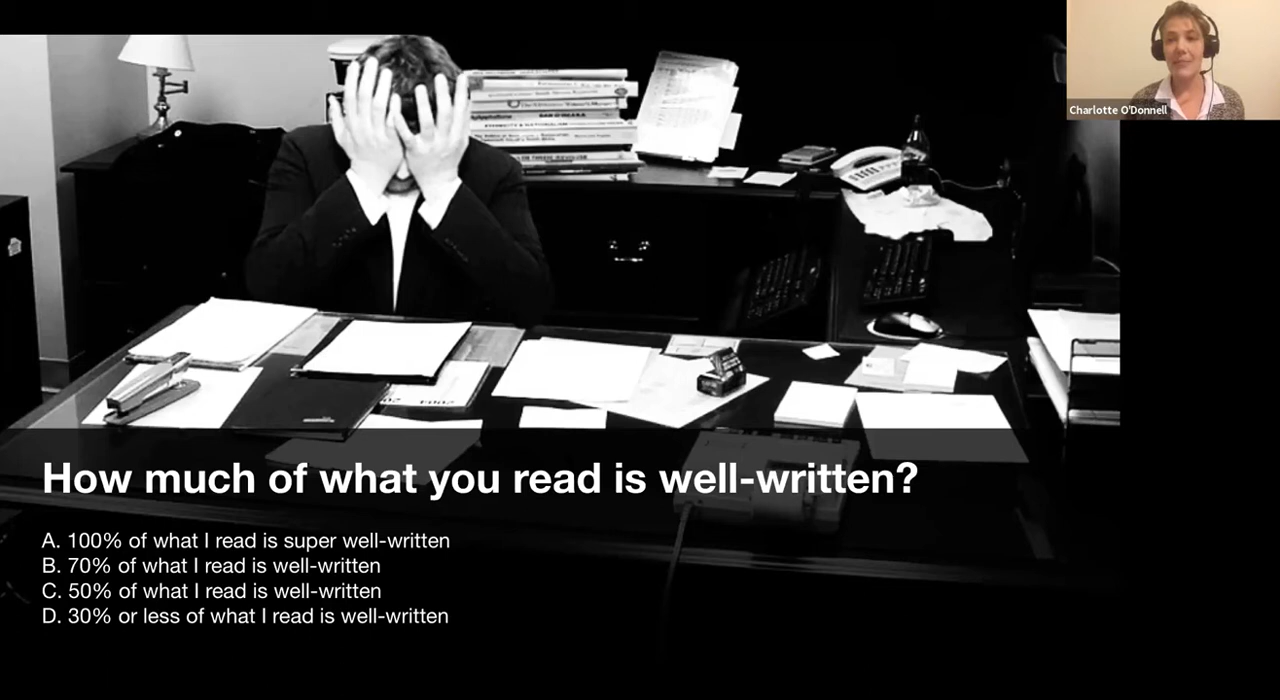 Charlotte O'Donnell
How much of what you read is well-written?
A. 100% of what I read is super well-written
B. 70% of what I read is well-written
C. 50% of what I read is well-written
D. 30% or less of what I read is well-written